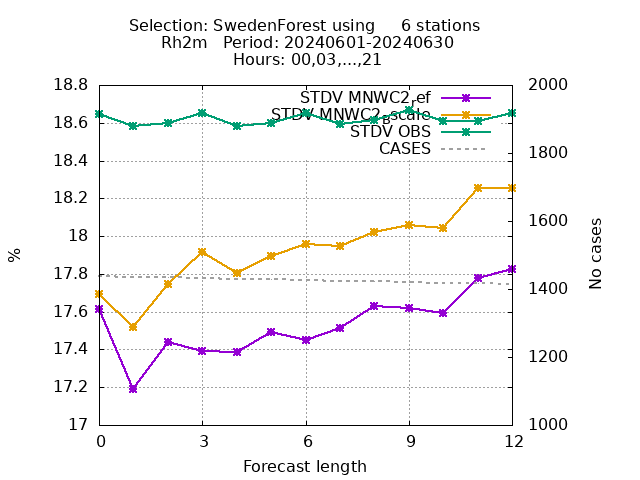 Selection: SwedenForest using 6 stations
Rh2m Period: 20240601-20240630
Hours: 00,03,...,21
18.8
18.6
18.4
18.2
18
17.8
17.6
17.4
17.2
17
2000
1800
1600
1400
1200
1000
STDV MNWC2_ef
STDV MNWC2_bscale
STDV OBS
CASES
%
No cases
0 3 6 9 12
Forecast length